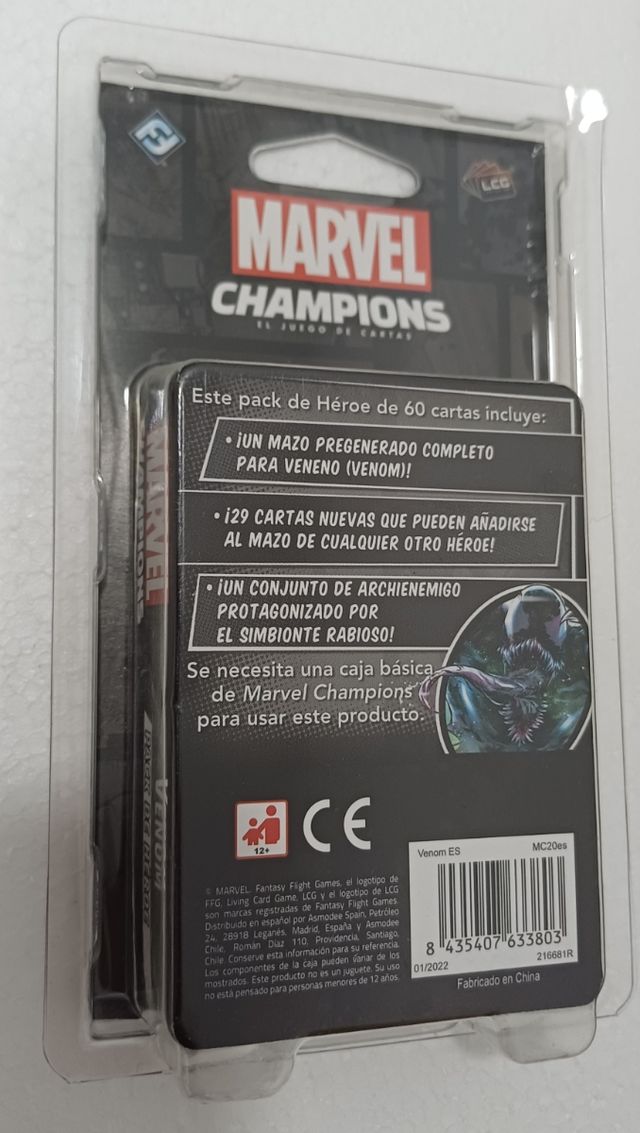 LCG
MARVEL
CHAMPIONS
EL JUEGO DE CARTAS
Este pack de Héroe de 60 cartas incluye:
• ¡UN MAZO PREGENERADO COMPLETO
PARA VENENO (VENOM)!
• ¡29 CARTAS NUEVAS QUE PUEDEN AÑADIRSE
AL MAZO DE CUALQUIER OTRO HÉROE!
• ¡UN CONJUNTO DE ARCHIENEMIGO
PROTAGONIZADO POR
EL SIMBIONTE RABIOSO!
Se necesita una caja básica
de Marvel Champions
para usar este producto.
MARVEL
CHAMPIONS
VENOM
PACK DE HÉROE
12+
CE
© MARVEL. Fantasy Flight Games, el logotipo de
FFG, Living Card Game, LCG y el logotipo de LCG
son marcas registradas de Fantasy Flight Games.
Distribuido en español por Asmodee Spain, Petróleo
24, 28918 Leganés, Madrid, España y Asmodee
Chile, Román Díaz 110, Providencia, Santiago,
Chile. Conserve esta información para su referencia.
Los componentes de la caja pueden variar de los
mostrados. Este producto no es un juguete. Su uso
no está pensado para personas menores de 12 años.
Venom ES MC20es
8 435407 633803
01/2022 216681R
Fabricado en China